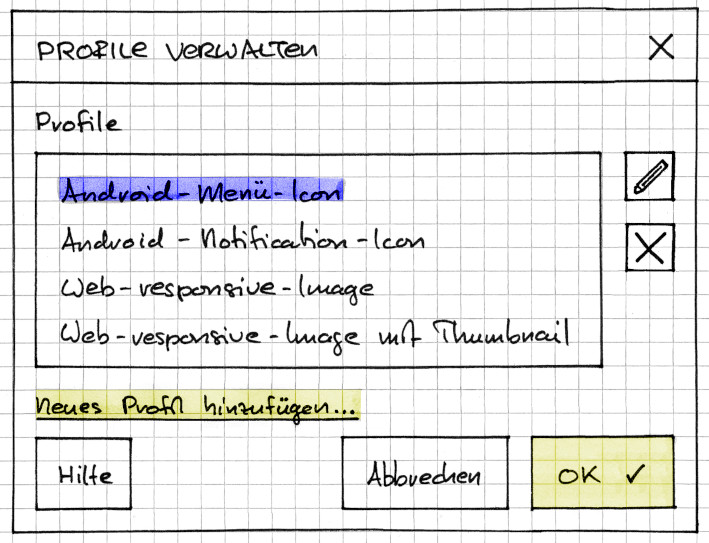 PROFILE VERWALTEN
Profile
Android-Menü-Icon
Android-Notification-Icon
Web-responsive-Image
Web-responsive-Image mit Thumbnail
Neues Profil hinzufügen...
Hilfe
Abbrechen
OK ✓